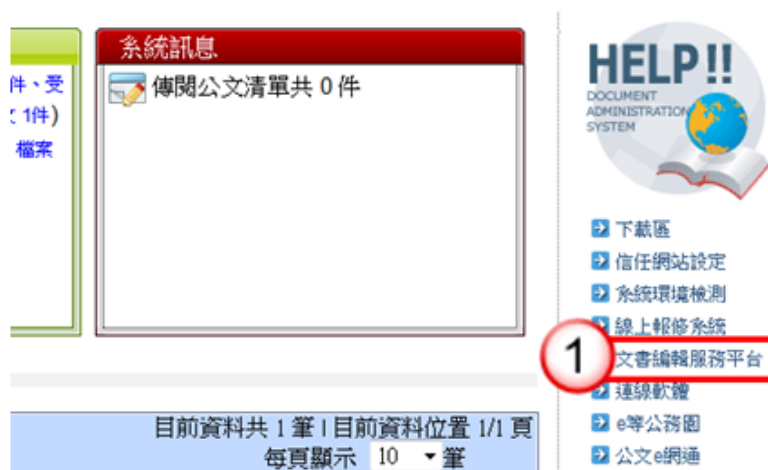 系統訊息
件、受
文 1件)
檔案
傳閱公文清單共 0 件
HELP!!
DOCUMENT
ADMINISTRATION
SYSTEM
下載區
信任網站設定
系統環境檢測
線上報修系統
1
文書編輯服務平台
連線軟體
e等公務園
公文e網通
目前資料共 1 筆 | 目前資料位置 1/1 頁
每頁顯示 10 筆